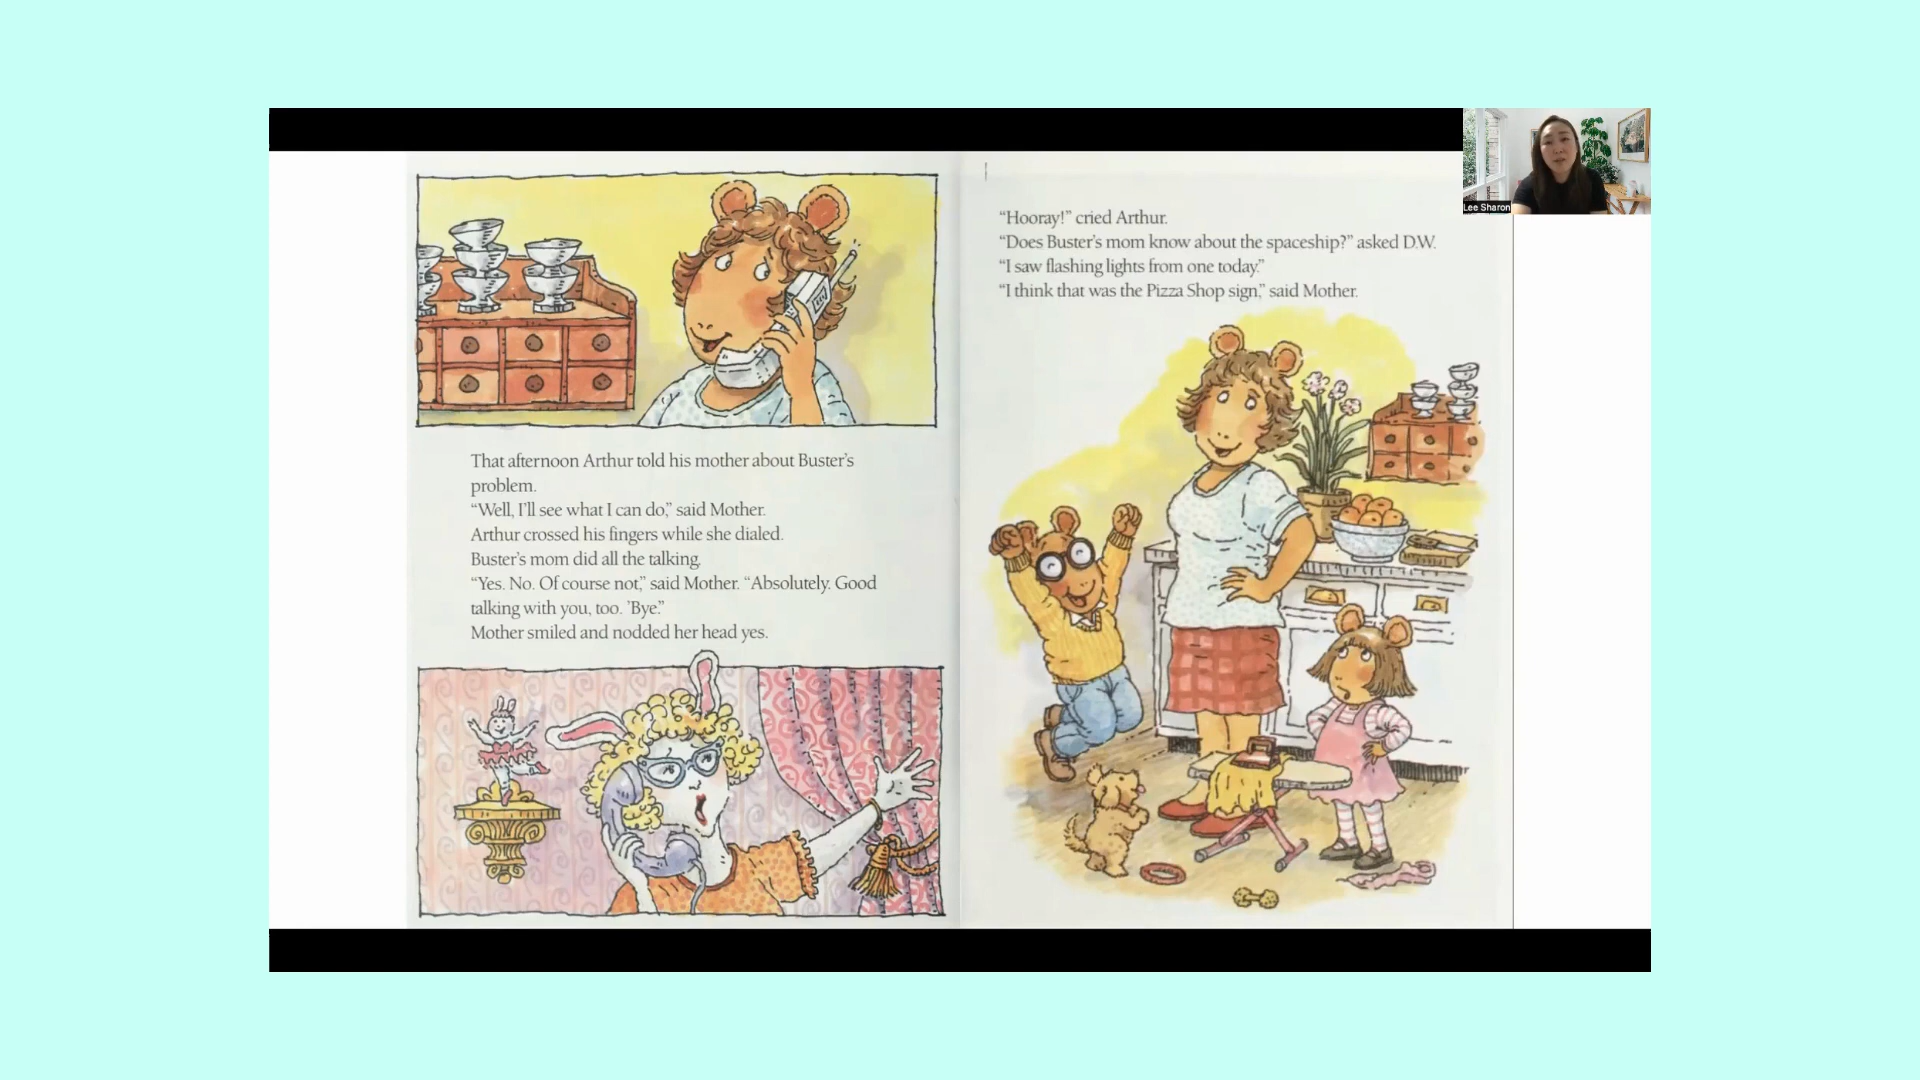 That afternoon Arthur told his mother about Buster's
problem.
“Well, I'll see what I can do,” said Mother.
Arthur crossed his fingers while she dialed.
Buster's mom did all the talking.
“Yes. No. Of course not,” said Mother. “Absolutely. Good
talking with you, too. 'Bye.”
Mother smiled and nodded her head yes.
“Hooray!” cried Arthur.
“Does Buster's mom know about the spaceship?” asked D.W.
“I saw flashing lights from one today.”
“I think that was the Pizza Shop sign,” said Mother.
Lee Sharon